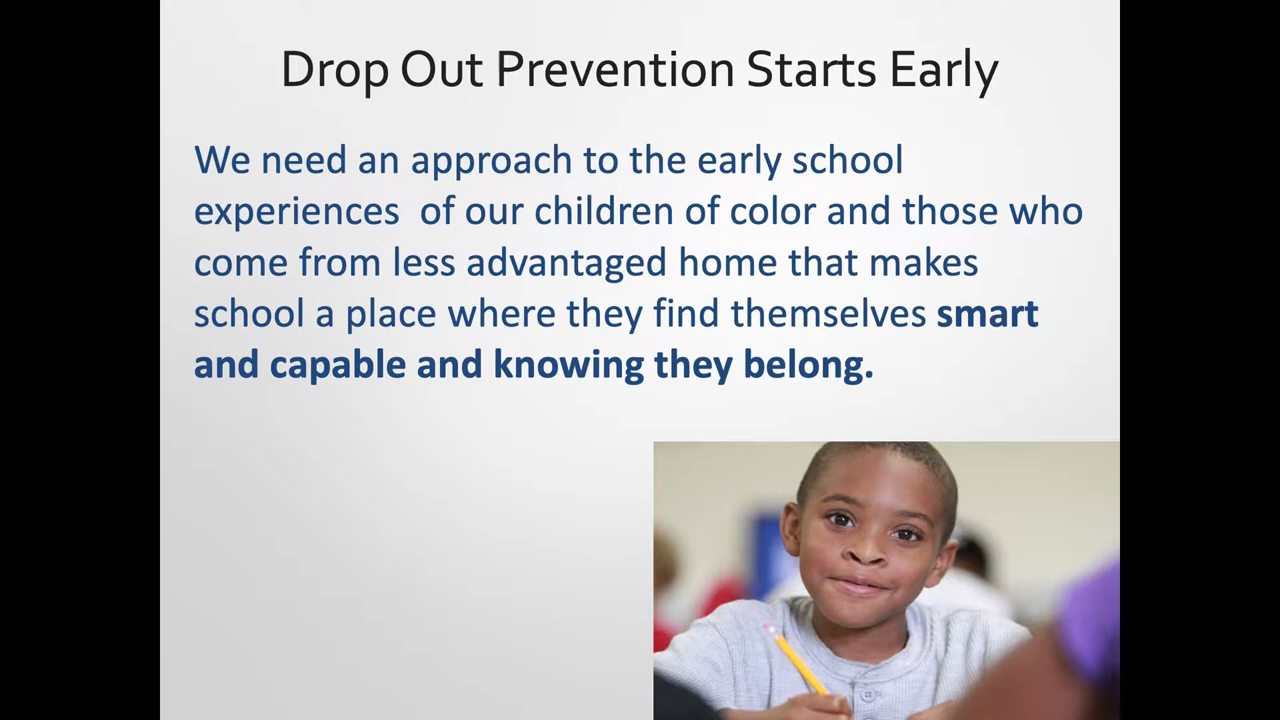 Drop Out Prevention Starts Early
We need an approach to the early school
experiences  of our children of color and those who
come from less advantaged home that makes
school a place where they find themselves smart
and capable and knowing they belong.